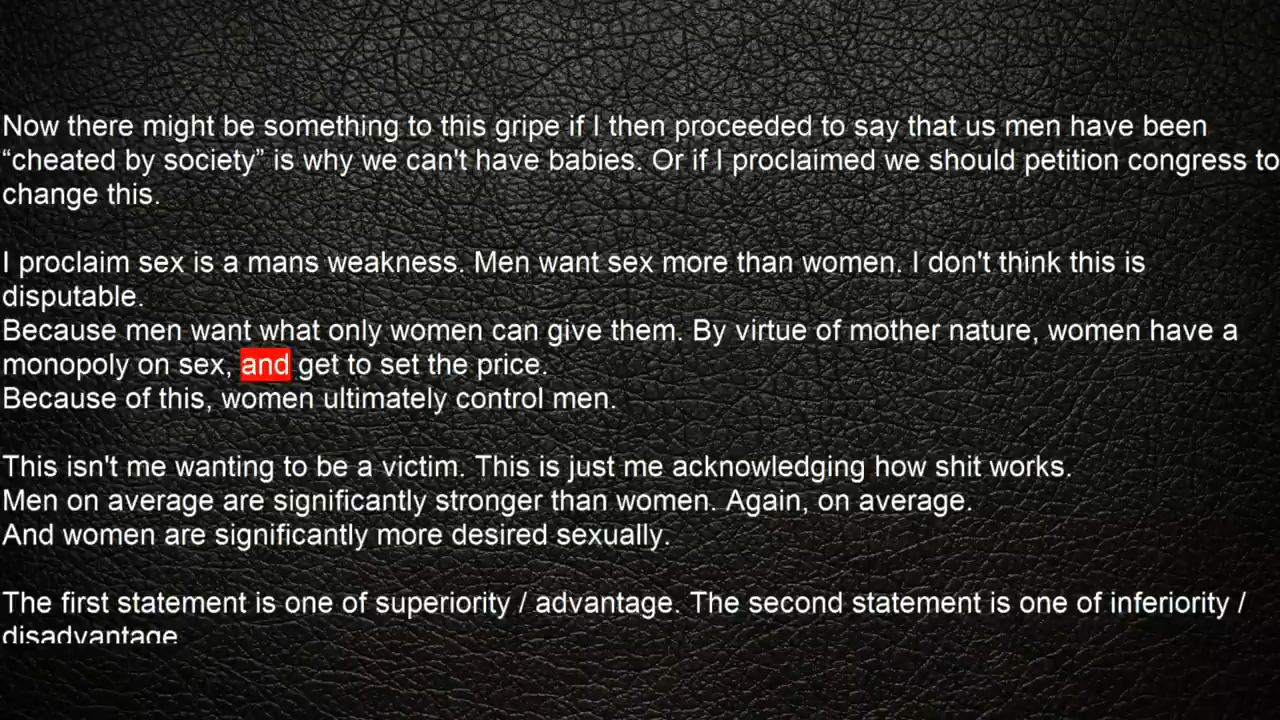 Now there might be something to this gripe if I then proceeded to say that us men have been
“cheated by society” is why we can't have babies. Or if I proclaimed we should petition congress to
change this.
I proclaim sex is a mans weakness. Men want sex more than women. I don't think this is
disputable.
Because men want what only women can give them. By virtue of mother nature, women have a
monopoly on sex, and get to set the price.
Because of this, women ultimately control men.
This isn't me wanting to be a victim. This is just me acknowledging how shit works.
Men on average are significantly stronger than women. Again, on average.
And women are significantly more desired sexually.
The first statement is one of superiority / advantage. The second statement is one of inferiority /
disadvantage